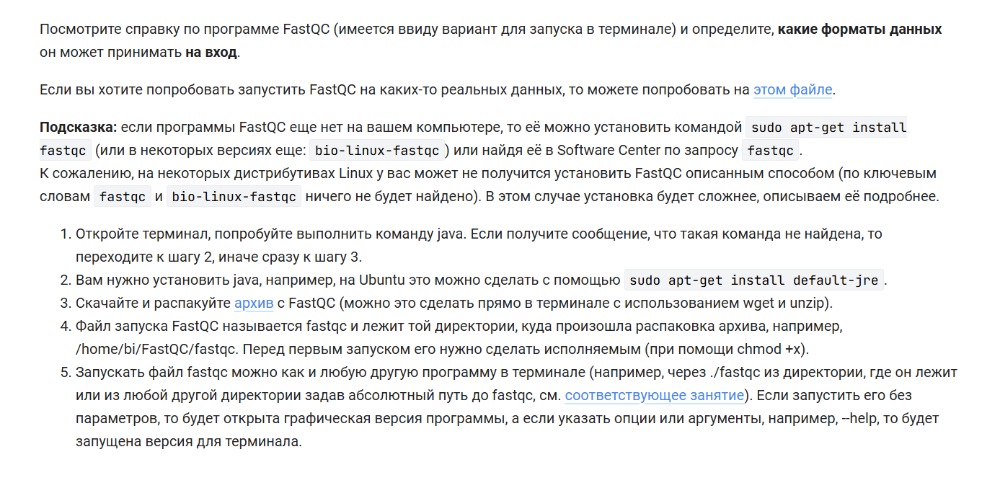 Посмотрите справку по программе FastQC (имеется ввиду вариант для запуска в терминале) и определите, какие форматы данных
он может принимать на вход.
Если вы хотите попробовать запустить FastQC на каких-то реальных данных, то можете попробовать на этом файле.
Подсказка: если программы FastQC еще нет на вашем компьютере, то её можно установить командой sudo apt-get install
fastqc (или в некоторых версиях еще: bio-linux-fastqc) или найдя её в Software Center по запросу fastqc.
К сожалению, на некоторых дистрибутивах Linux у вас может не получится установить FastQC описанным способом (по ключевым
словам fastqc и bio-linux-fastqc ничего не будет найдено). В этом случае установка будет сложнее, описываем её подробнее.
1. Откройте терминал, попробуйте выполнить команду java. Если получите сообщение, что такая команда не найдена, то
переходите к шагу 2, иначе сразу к шагу 3.
2. Вам нужно установить java, например, на Ubuntu это можно сделать с помощью sudo apt-get install default-jre.
3. Скачайте и распакуйте архив с FastQC (можно это сделать прямо в терминале с использованием wget и unzip).
4. Файл запуска FastQC называется fastqc и лежит той директории, куда произошла распаковка архива, например,
/home/bi/FastQC/fastqc. Перед первым запуском его нужно сделать исполняемым (при помощи chmod +x).
5. Запускать файл fastqc можно как и любую другую программу в терминале (например, через ./fastqc из директории, где он лежит
или из любой другой директории задав абсолютный путь до fastqc, см. соответствующее занятие). Если запустить его без
параметров, то будет открыта графическая версия программы, а если указать опции или аргументы, например, --help, то будет
запущена версия для терминала.